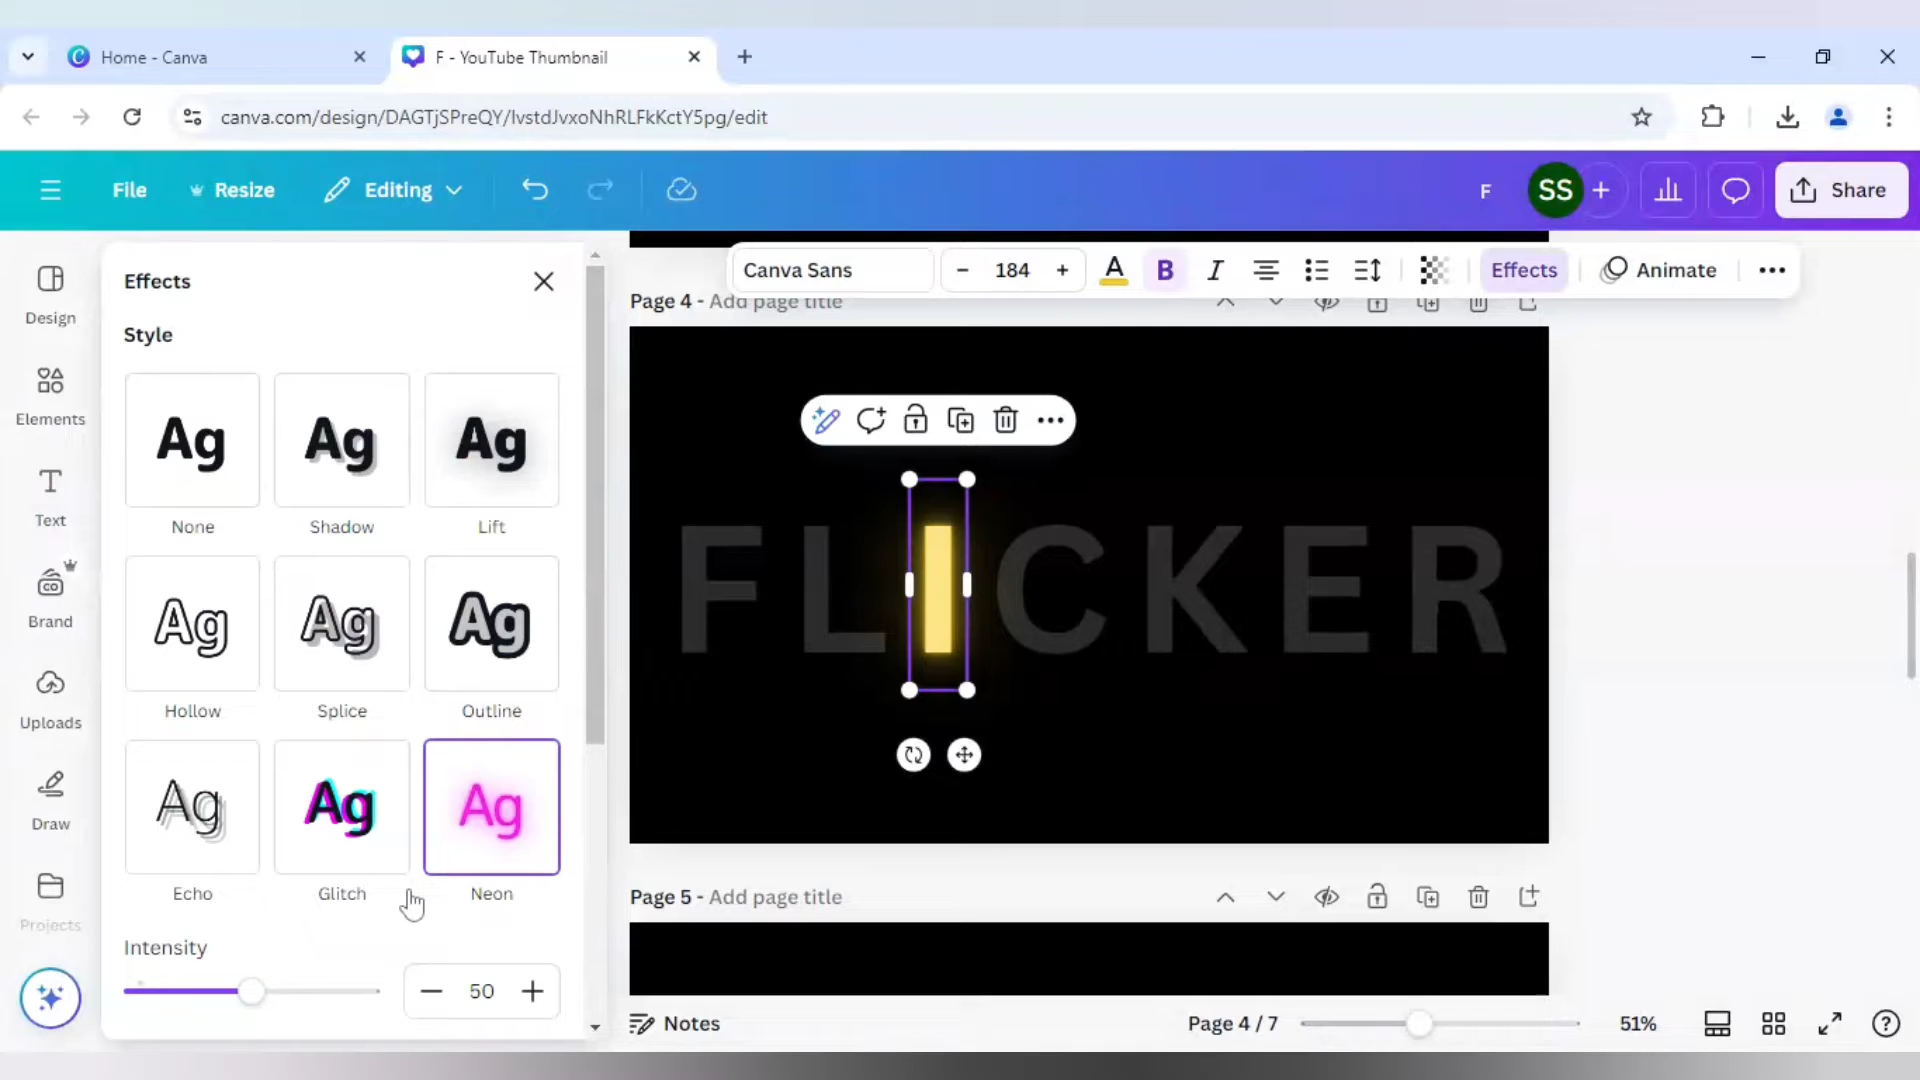 Home - Canva
F - YouTube Thumbnail
canva.com/design/DAGTjSPreQY/IvstdJvxoNhRLFkKctY5pg/edit
File
Resize
Editing
F
SS
Share
Design
Elements
Text
Brand
Uploads
Draw
Projects
Effects
Style
Ag
None
Ag
Shadow
Ag
Lift
Ag
Hollow
Ag
Splice
Ag
Outline
Ag
Echo
Ag
Glitch
Ag
Neon
Intensity
50
Canva Sans
184
A
B
I
Effects
Animate
Page 4 - Add page title
FLICKER
Page 5 - Add page title
Notes
Page 4 / 7
51%